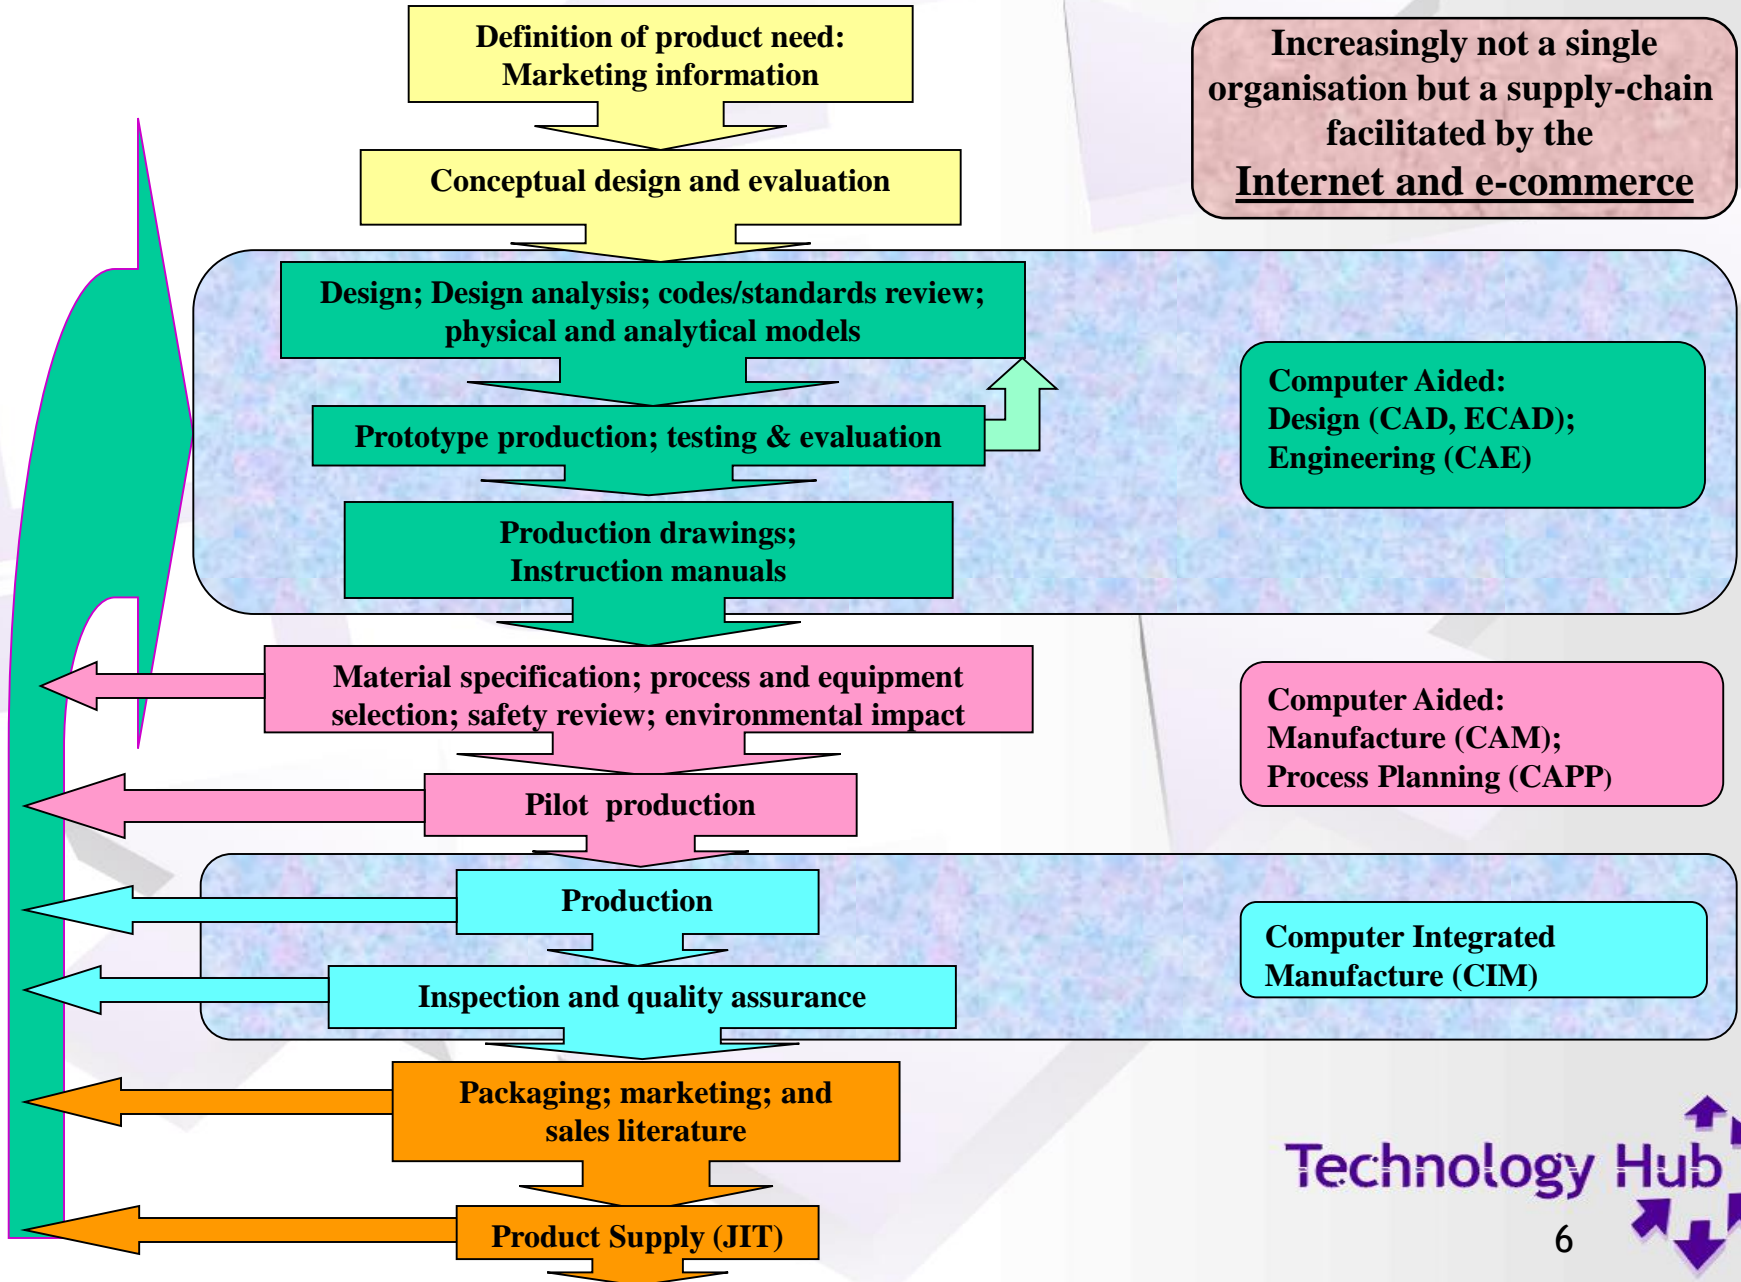 Definition of product need:
Marketing information
Increasingly not a single
organisation but a supply-chain
facilitated by the
Internet and e-commerce
Conceptual design and evaluation
Design; Design analysis; codes/standards review;
physical and analytical models
Computer Aided:
Design (CAD, ECAD);
Engineering (CAE)
Prototype production; testing & evaluation
Production drawings;
Instruction manuals
Material specification; process and equipment
selection; safety review; environmental impact
Computer Aided:
Manufacture (CAM);
Process Planning (CAPP)
Pilot production
Production
Computer Integrated
Manufacture (CIM)
Inspection and quality assurance
Packaging; marketing; and
sales literature
Technology Hub
Product Supply (JIT)
6